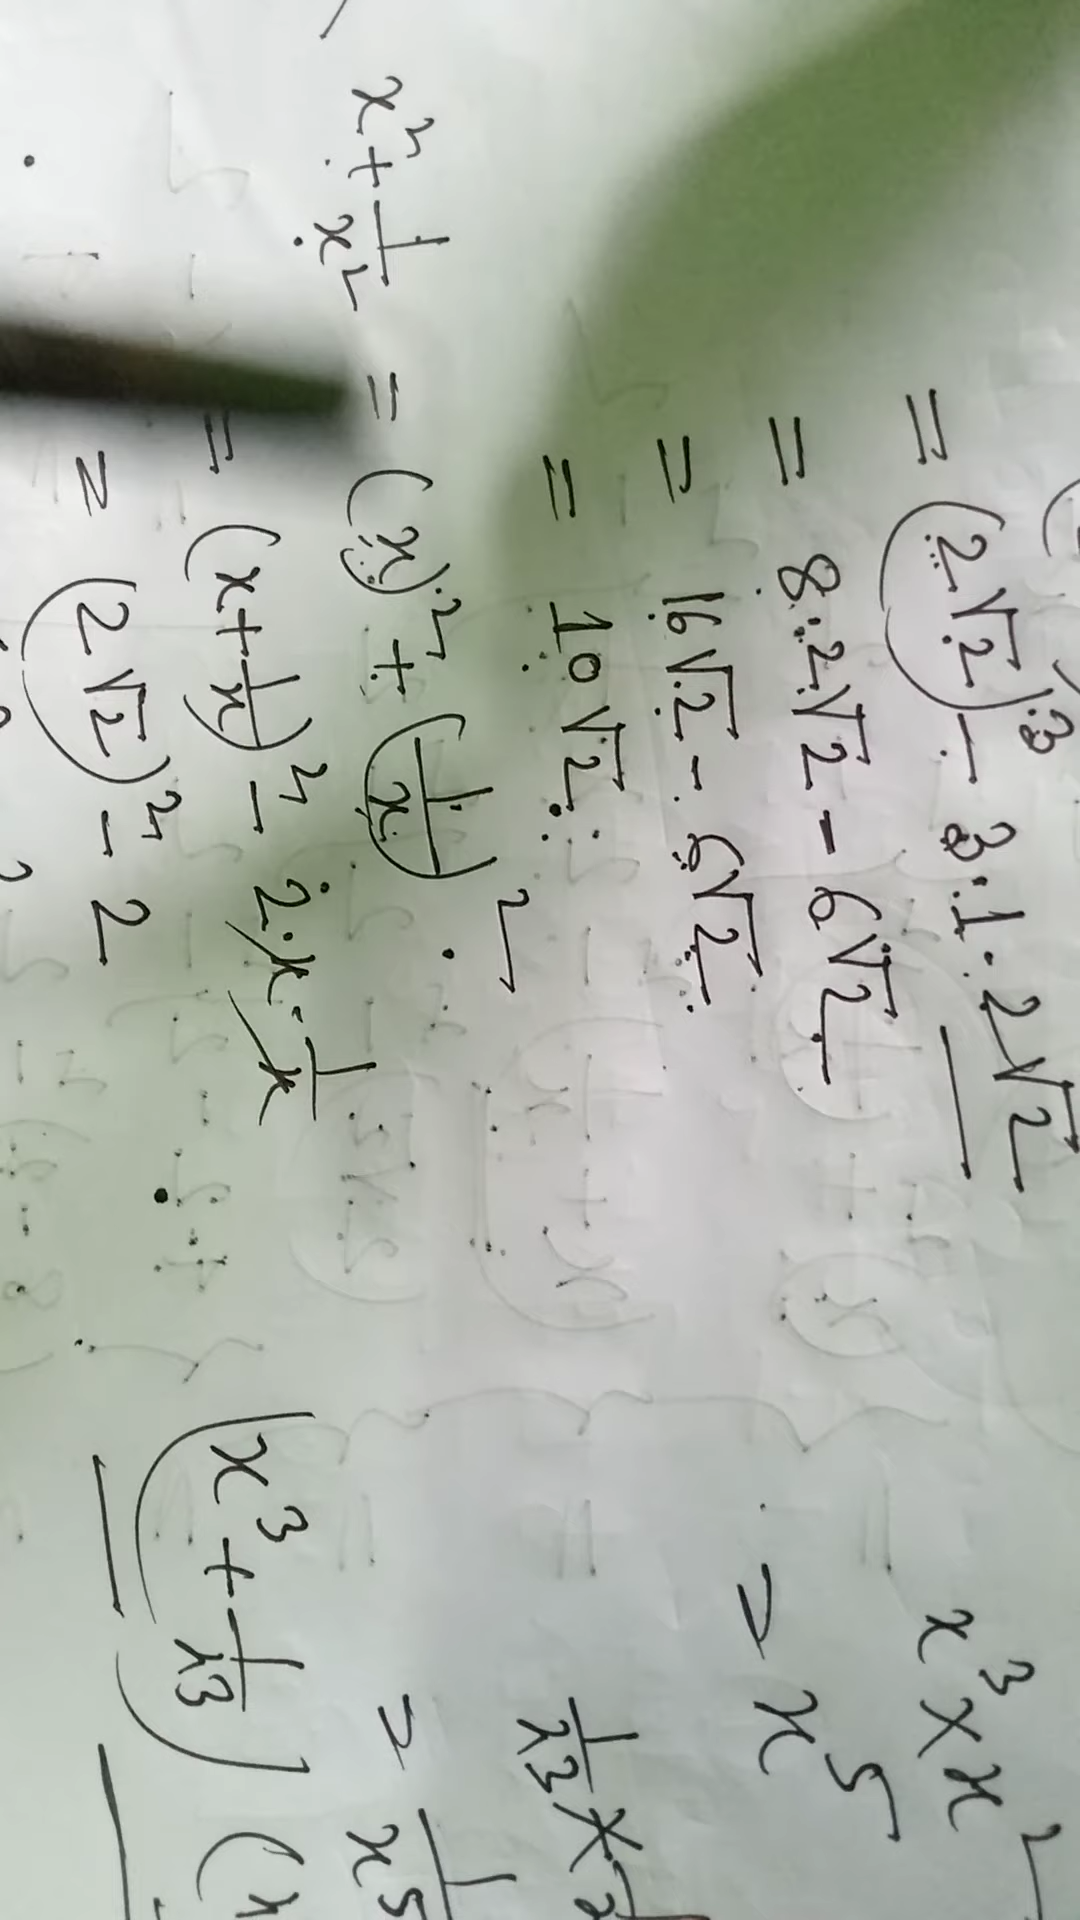 = (2√2)³ - 3·1·2√2
= 8·2√2 - 6√2
= 16√2 - 6√2
= 10√2
x² + 1/x² = (x)² + (1/x)²
= (x + 1/x)² - 2·x·1/x
= (2√2)² - 2
x³ × x²
= x⁵
1/x³ ×
= 1/x⁵
(x³ + 1/x³)